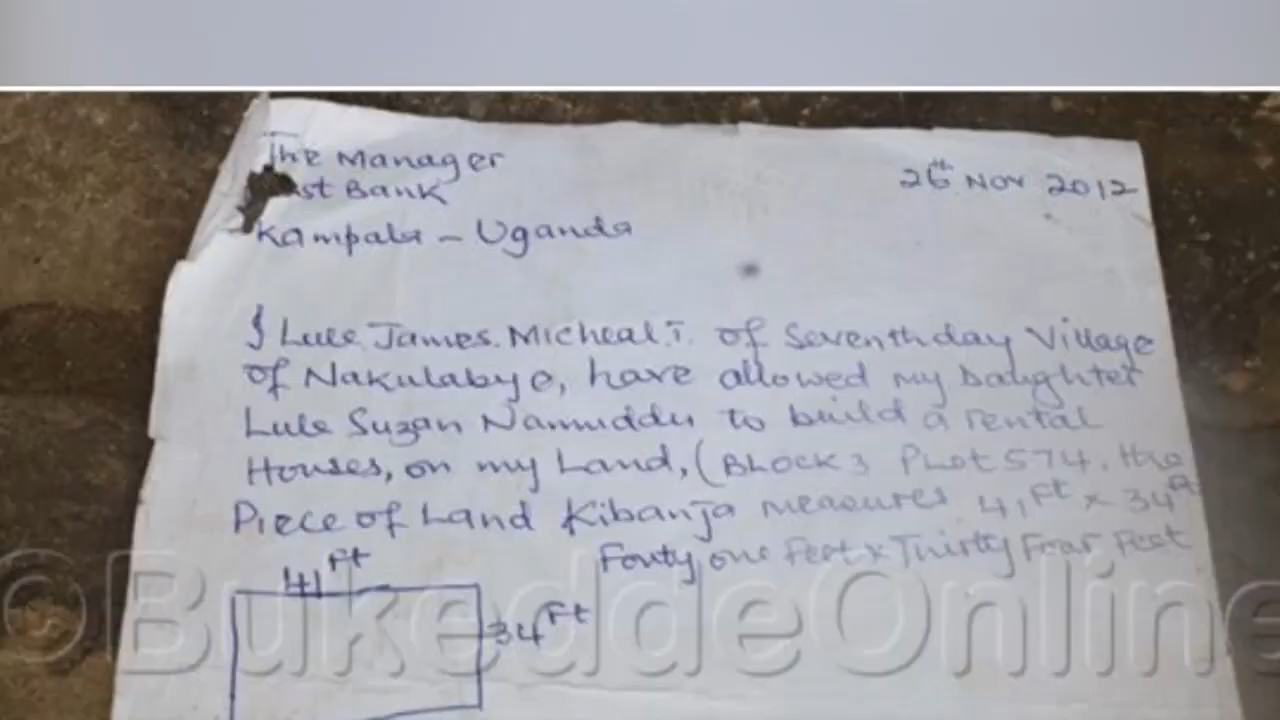 The Manager
Bank
Kampala - Uganda
26th Nov 2012
I Lule James. Micheal. T. of Seventhday Village
of Nakulabye, have allowed my Daughter
Lule Suzan Namuddu to build a rental
Houses, on my Land, (BLOCK 3 PLot 574. the
Piece of Land Kibanja measures 41Ft x 34Ft
Fouty one Feet x Thirty Four Feet
41Ft
34Ft
©BukeddeOnline